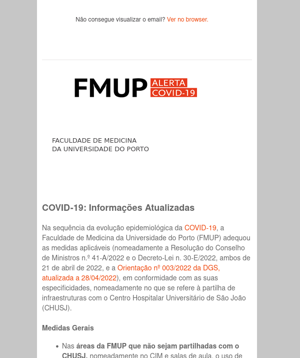 Não consegue visualizar o email? Ver no browser.
FMUP ALERTA COVID-19
FACULDADE DE MEDICINA
DA UNIVERSIDADE DO PORTO
COVID-19: Informações Atualizadas
Na sequência da evolução epidemiológica da COVID-19, a
Faculdade de Medicina da Universidade do Porto (FMUP) adequou
as medidas aplicáveis (nomeadamente a Resolução do Conselho
de Ministros n.º 41-A/2022 e o Decreto-Lei n. 30-E/2022, ambos de
21 de abril de 2022, e a Orientação nº 003/2022 da DGS,
atualizada a 28/04/2022), em conformidade com as suas
especificidades, nomeadamente no que se refere à partilha de
infraestruturas com o Centro Hospitalar Universitário de São João
(CHUSJ).
Medidas Gerais
• Nas áreas da FMUP que não sejam partilhadas com o
CHUSJ, nomeadamente no CIM e salas de aula, o uso de